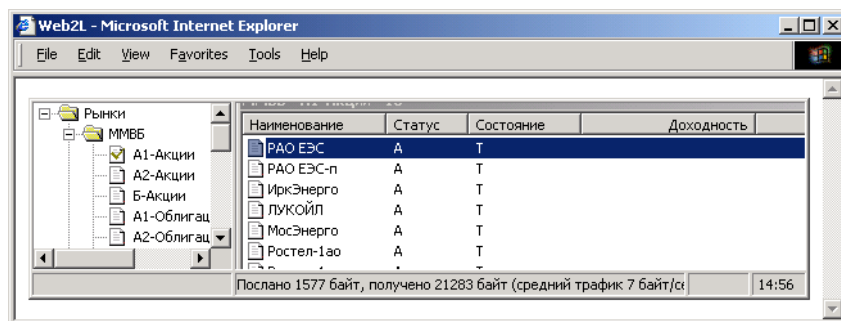 Web2L - Microsoft Internet Explorer
File Edit View Favorites Tools Help
Рынки
ММВБ
А1-Акции
А2-Акции
Б-Акции
А1-Облигац
А2-Облигац
Наименование Статус Состояние Доходность
РАО ЕЭС А Т
РАО ЕЭС-п А Т
ИркЭнерго А Т
ЛУКОЙЛ А Т
МосЭнерго А Т
Ростел-1ао А Т
Послано 1577 байт, получено 21283 байт (средний трафик 7 байт/се
14:56